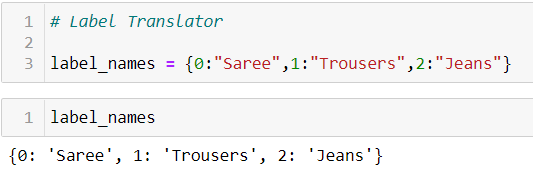 1 # Label Translator
2
3 label_names = {0:"Saree",1:"Trousers",2:"Jeans"}
1 label_names
{0: 'Saree', 1: 'Trousers', 2: 'Jeans'}